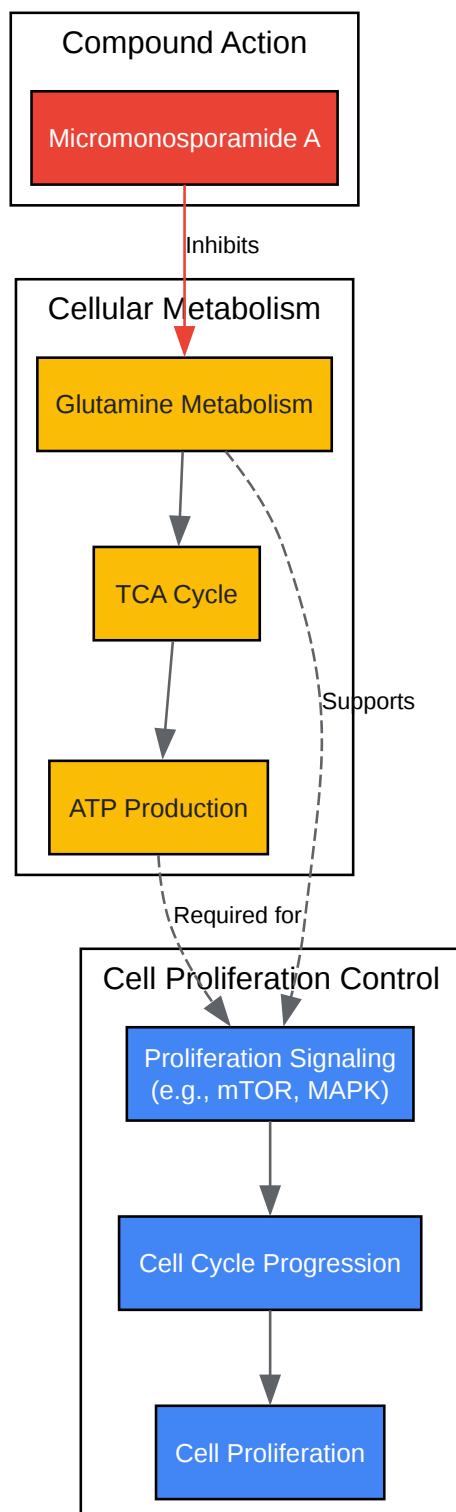 Compound Action
Micromonosporamide A
Inhibits
Cellular Metabolism
Glutamine Metabolism
TCA Cycle
Supports
ATP Production
Required for
Cell Proliferation Control
Proliferation Signaling
(e.g., mTOR, MAPK)
Cell Cycle Progression
Cell Proliferation